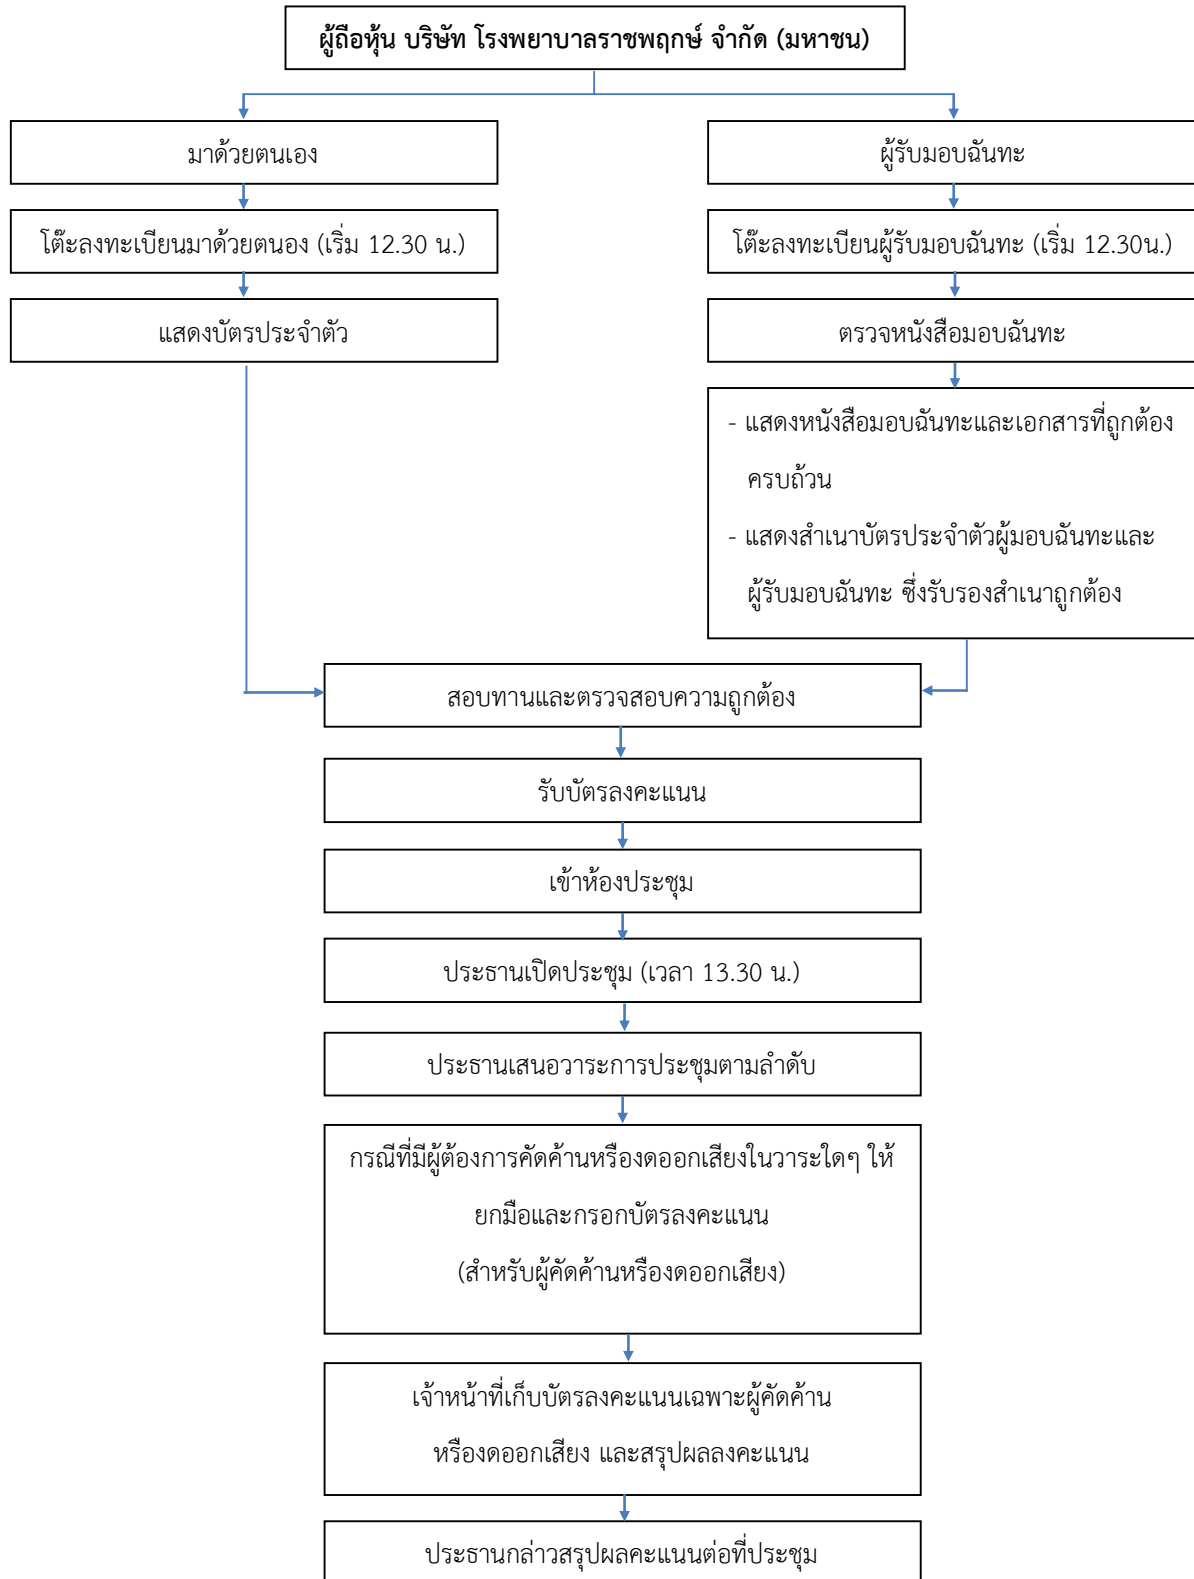 ผู้ถือหุ้น บริษัท โรงพยาบาลราชพฤกษ์ จำกัด (มหาชน)
มาด้วยตนเอง
ผู้รับมอบฉันทะ
โต๊ะลงทะเบียนมาด้วยตนอง (เริ่ม 12.30 น.)
โต๊ะลงทะเบียนผู้รับมอบฉันทะ (เริ่ม 12.30น.)
แสดงบัตรประจำตัว
ตรวจหนังสือมอบฉันทะ
- แสดงหนังสือมอบฉันทะและเอกสารที่ถูกต้อง
ครบถ้วน
- แสดงสำเนาบัตรประจำตัวผู้มอบฉันทะและ
ผู้รับมอบฉันทะ ซึ่งรับรองสำเนาถูกต้อง
สอบทานและตรวจสอบความถูกต้อง
รับบัตรลงคะแนน
เข้าห้องประชุม
ประธานเปิดประชุม (เวลา 13.30 น.)
ประธานเสนอวาระการประชุมตามลำดับ
กรณีที่มีผู้ต้องการคัดค้านหรืองดออกเสียงในวาระใดๆ ให้
ยกมือและกรอกบัตรลงคะแนน
(สำหรับผู้คัดค้านหรืองดออกเสียง)
เจ้าหน้าที่เก็บบัตรลงคะแนนเฉพาะผู้คัดค้าน
หรืองดออกเสียง และสรุปผลลงคะแนน
ประธานกล่าวสรุปผลคะแนนต่อที่ประชุม